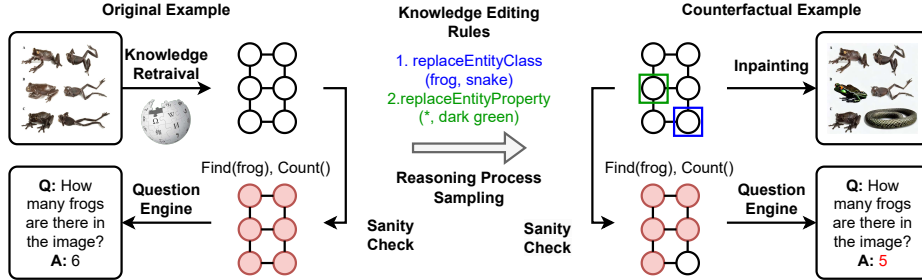 Original Example
Knowledge Editing
Rules
Counterfactual Example
Knowledge
Retraival
1. replaceEntityClass
(frog, snake)
2.replaceEntityProperty
(*, dark green)
Inpainting
Find(frog), Count()
Reasoning Process
Sampling
Find(frog), Count()
Q: How
many frogs
are there in
the image?
A: 6
Question
Engine
Sanity
Check
Sanity
Check
Question
Engine
Q: How
many frogs
are there in
the image?
A: 5